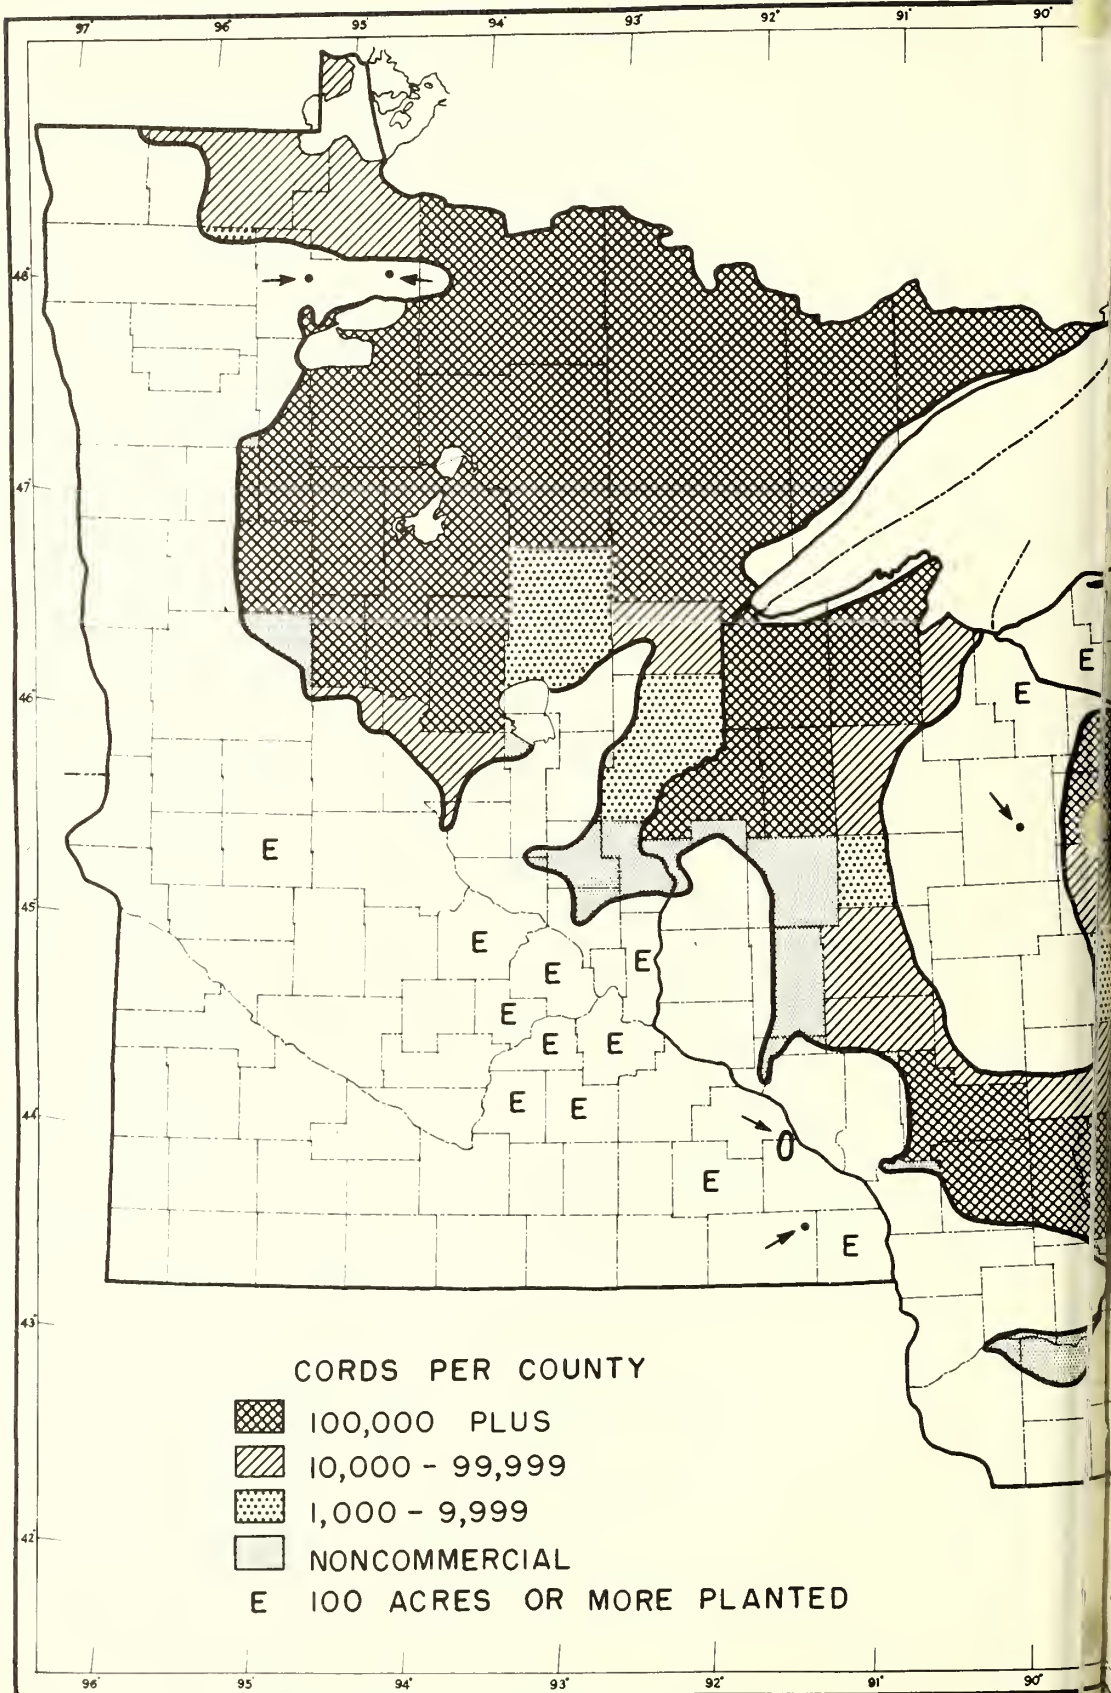 97° 96° 95° 94° 93° 92° 91° 90°
48°
47°
E
E
46°
E
45°
E
E
E
E
E
E
E
E
44°
E
E
43°
CORDS PER COUNTY
100,000 PLUS
10,000 - 99,999
1,000 - 9,999
42°
NONCOMMERCIAL
E 100 ACRES OR MORE PLANTED
96° 95° 94° 93° 92° 91° 90°